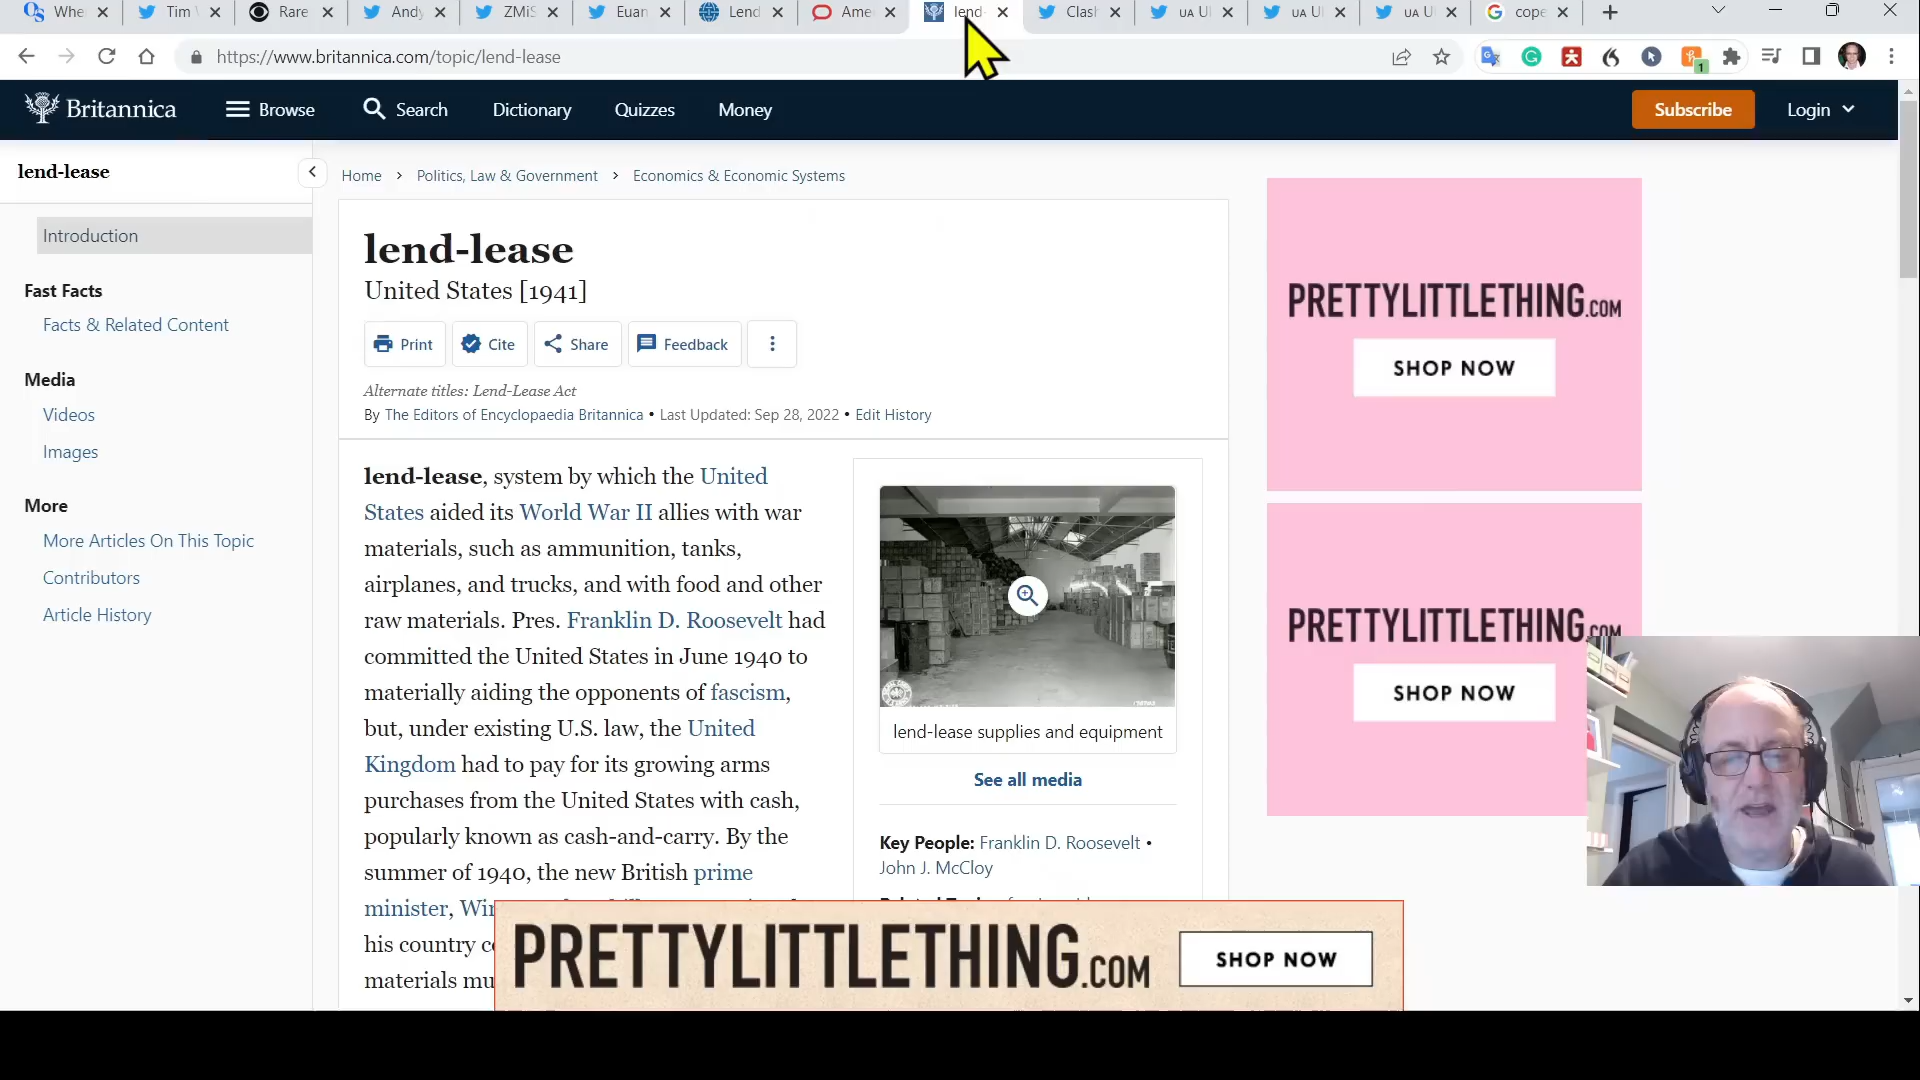 Whe
Tim
Rare
Andy
ZMiS
Euan
Lend
Ame
lend-
Clash
UA U
UA U
UA U
cope
https://www.britannica.com/topic/lend-lease
1
Britannica
Browse
Search
Dictionary
Quizzes
Money
Subscribe
Login
lend-lease
Introduction
Fast Facts
Facts & Related Content
Media
Videos
Images
More
More Articles On This Topic
Contributors
Article History
Home > Politics, Law & Government > Economics & Economic Systems
lend-lease
United States [1941]
Print
Cite
Share
Feedback
Alternate titles: Lend-Lease Act
By The Editors of Encyclopaedia Britannica • Last Updated: Sep 28, 2022 • Edit History
lend-lease, system by which the United
States aided its World War II allies with war
materials, such as ammunition, tanks,
airplanes, and trucks, and with food and other
raw materials. Pres. Franklin D. Roosevelt had
committed the United States in June 1940 to
materially aiding the opponents of fascism,
but, under existing U.S. law, the United
Kingdom had to pay for its growing arms
purchases from the United States with cash,
popularly known as cash-and-carry. By the
summer of 1940, the new British prime
minister, Win
his country c
materials mu
lend-lease supplies and equipment
See all media
Key People: Franklin D. Roosevelt •
John J. McCloy
PRETTYLITTLETHING.COM
SHOP NOW
PRETTYLITTLETHING.COM
SHOP NOW
PRETTYLITTLETHING.COM
SHOP NOW